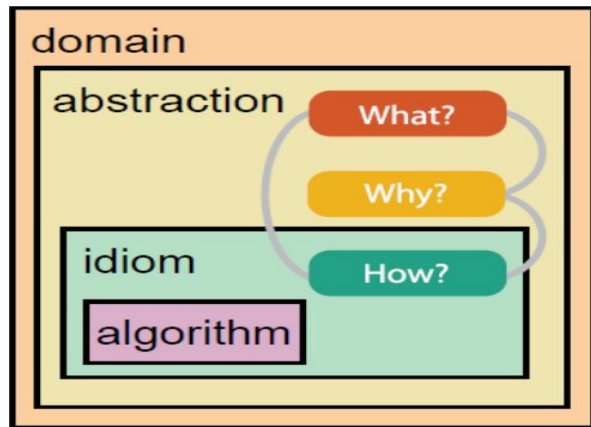 domain
abstraction
What?
Why?
idiom
How?
algorithm